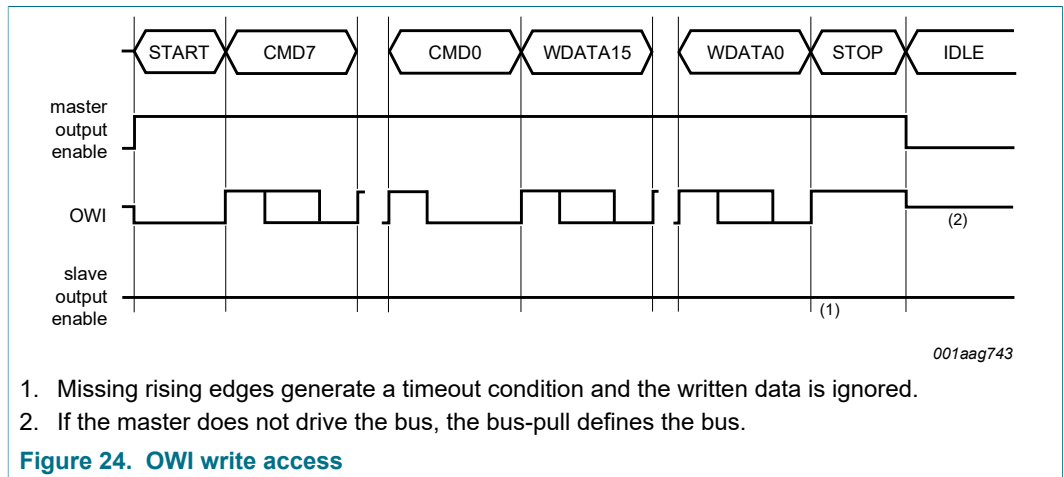 START CMD7 CMD0 WDATA15 WDATA0 STOP IDLE
master
output
enable
OWI
(2)
slave
output
enable
(1)
001aag743
1. Missing rising edges generate a timeout condition and the written data is ignored.
2. If the master does not drive the bus, the bus-pull defines the bus.
Figure 24. OWI write access